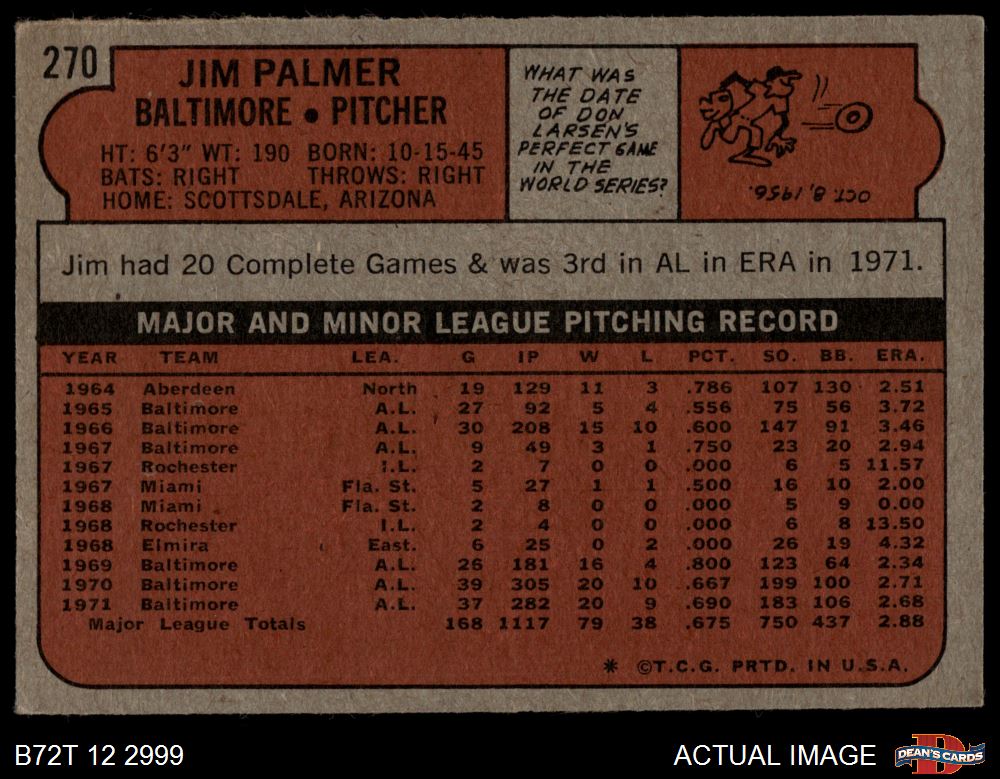 270
JIM PALMER
BALTIMORE • PITCHER
HT: 6'3" WT: 190 BORN: 10-15-45
BATS: RIGHT THROWS: RIGHT
HOME: SCOTTSDALE, ARIZONA
WHAT WAS
THE DATE
OF DON
LARSEN'S
PERFECT GAME
IN THE
WORLD SERIES?
OCT. 8, 1956.
Jim had 20 Complete Games & was 3rd in AL in ERA in 1971.
MAJOR AND MINOR LEAGUE PITCHING RECORD
YEAR TEAM LEA. G IP W L PCT. SO. BB. ERA.
1964 Aberdeen North 19 129 11 3 .786 107 130 2.51
1965 Baltimore A.L. 27 92 5 4 .556 75 56 3.72
1966 Baltimore A.L. 30 208 15 10 .600 147 91 3.46
1967 Baltimore A.L. 9 49 3 1 .750 23 20 2.94
1967 Rochester I.L. 2 7 0 0 .000 6 5 11.57
1967 Miami Fla. St. 5 27 1 1 .500 16 10 2.00
1968 Miami Fla. St. 2 8 0 0 .000 5 9 0.00
1968 Rochester I.L. 2 4 0 0 .000 6 8 13.50
1968 Elmira East. 6 25 0 2 .000 26 19 4.32
1969 Baltimore A.L. 26 181 16 4 .800 123 64 2.34
1970 Baltimore A.L. 39 305 20 10 .667 199 100 2.71
1971 Baltimore A.L. 37 282 20 9 .690 183 106 2.68
Major League Totals 168 1117 79 38 .675 750 437 2.88
* ©T.C.G. PRTD. IN U.S.A.
B72T 12 2999
ACTUAL IMAGE
D
DEAN'S CARDS